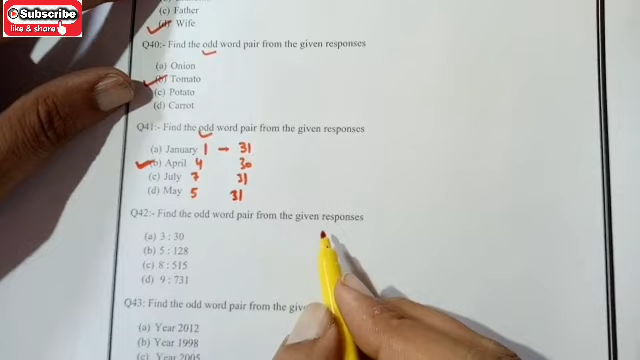 Subscribe
like & share
(c) Father
(d) Wife
Q40:- Find the odd word pair from the given responses
(a) Onion
(b) Tomato
(c) Potato
(d) Carrot
Q41:- Find the odd word pair from the given responses
(a) January 1 → 31
(b) April 4 30
(c) July 7 31
(d) May 5 31
Q42:- Find the odd word pair from the given responses
(a) 3 : 30
(b) 5 : 128
(c) 8 : 515
(d) 9 : 731
Q43: Find the odd word pair from the
(a) Year 2012
(b) Year 1998
(c) Year 2005